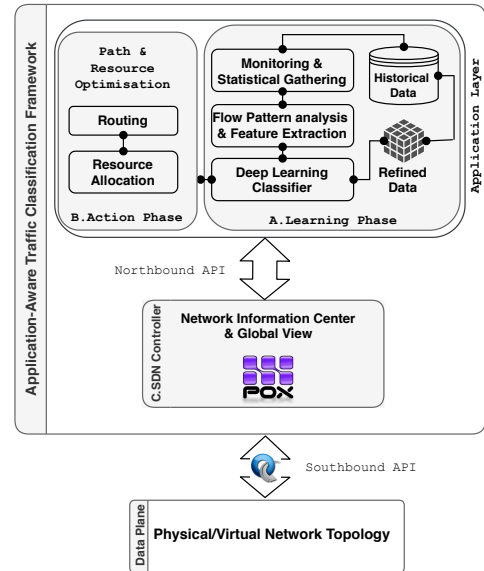 Application-Aware Traffic Classification Framework
Application Layer
Path &
Resource
Optimisation
Routing
Resource
Allocation
B.Action Phase
Monitoring &
Statistical Gathering
Historical
Data
Flow Pattern analysis
& Feature Extraction
Deep Learning
Classifier
Refined
Data
A.Learning Phase
Northbound API
C.SDN Controller
Network Information Center
& Global View
POX
Southbound API
Data Plane
Physical/Virtual Network Topology